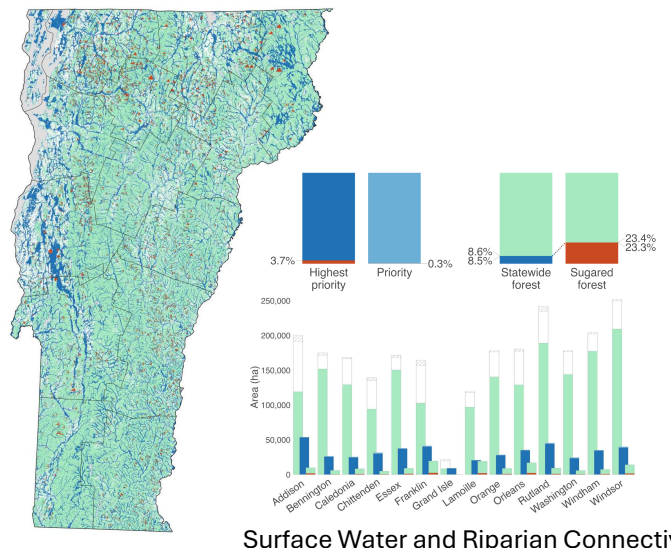 3.7%
Highest
priority
Priority
0.3%
8.6%
8.5%
Statewide
forest
Sugared
forest
23.4%
23.3%
Area (ha)
250,000
200,000
150,000
100,000
50,000
0
Addison
Bennington
Caledonia
Chittenden
Essex
Franklin
Grand Isle
Lamoille
Orange
Orleans
Rutland
Washington
Windham
Windsor
Surface Water and Riparian Connecti